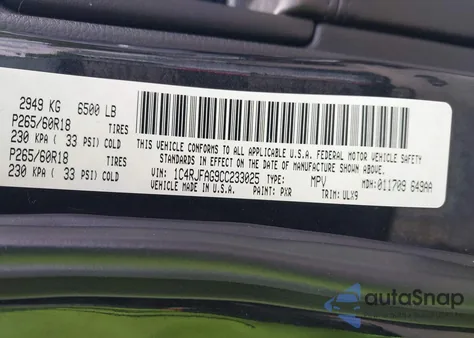 2949 KG 6500 LB
P265/60R18 TIRES
230 KPA ( 33 PSI) COLD
P265/60R18 TIRES
230 KPA ( 33 PSI) COLD
THIS VEHICLE CONFORMS TO ALL APPLICABLE U.S.A. FEDERAL MOTOR VEHICLE SAFETY
STANDARDS IN EFFECT ON THE DATE OF MANUFACTURE SHOWN ABOVE.
VIN: 1C4RJFAG9CC233025 TYPE: MPV MDH: 011709 649AA
PAINT: PXR TRIM: ULX9
MADE IN U.S.A.
autoSnap